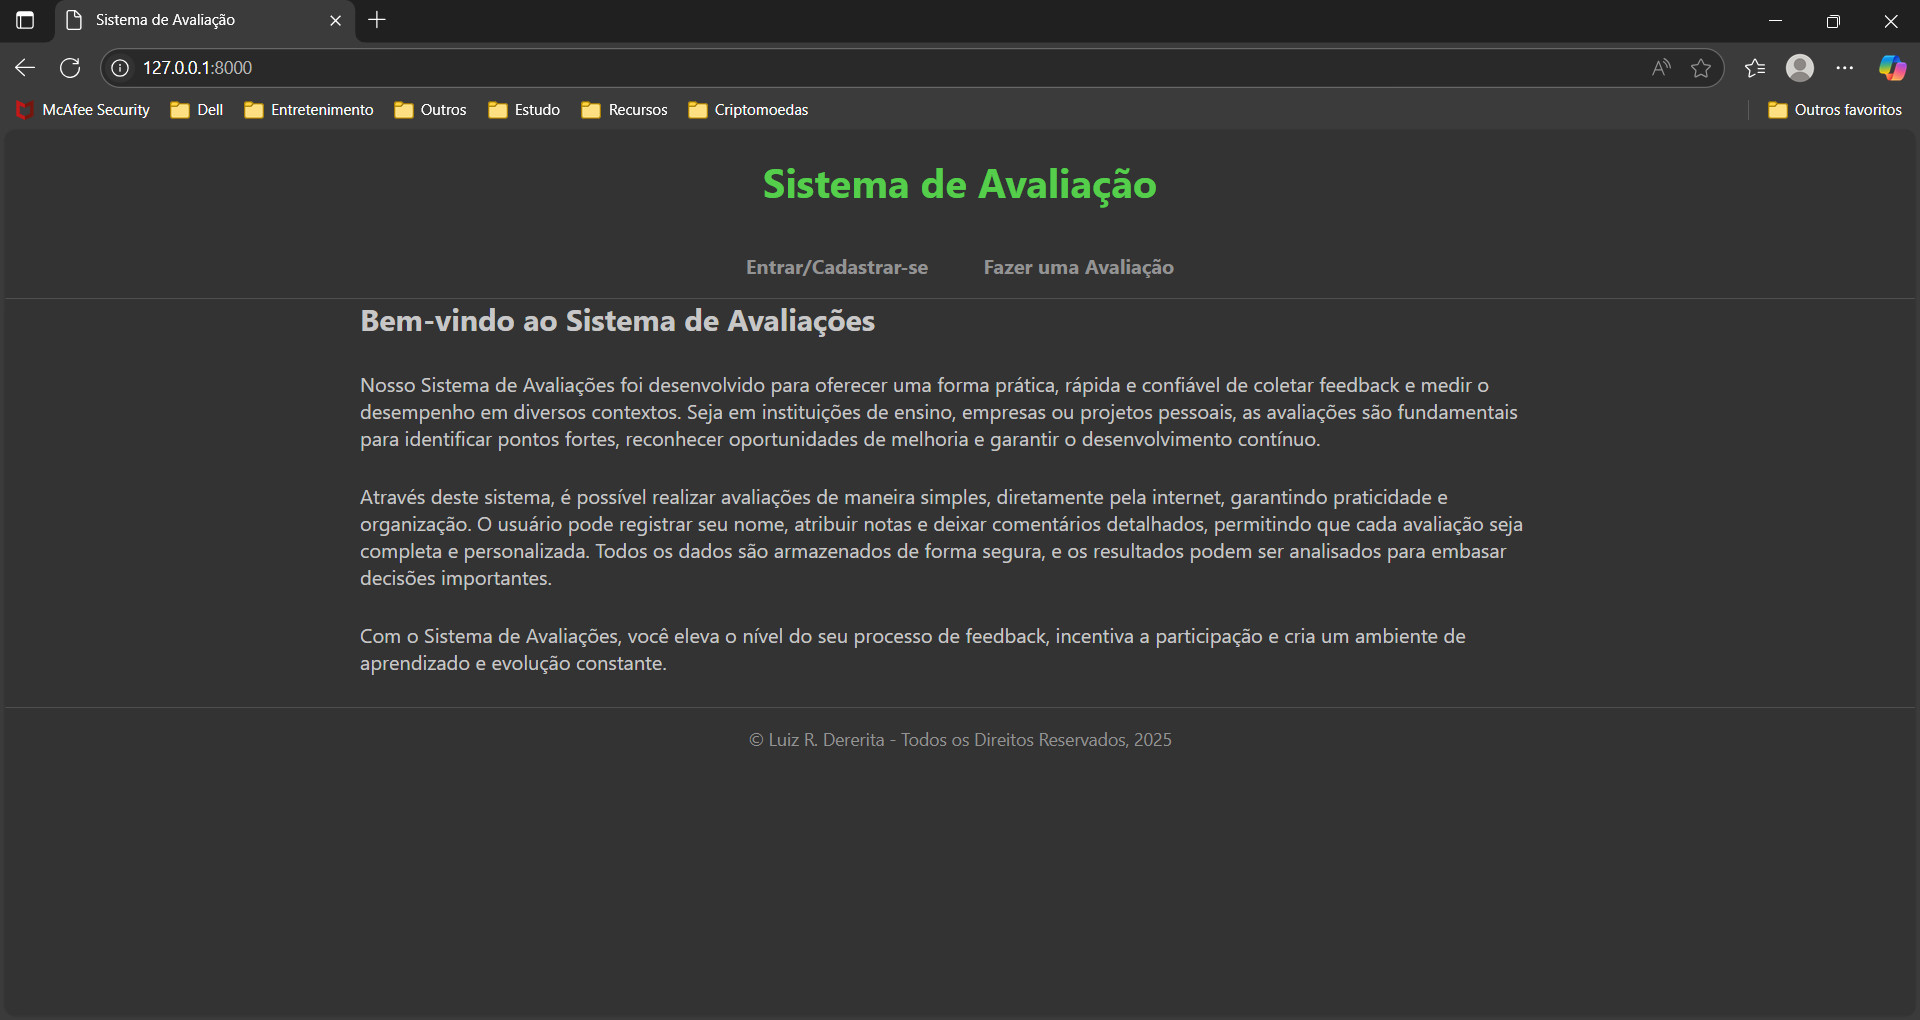 Sistema de Avaliação
127.0.0.1:8000
McAfee Security Dell Entretenimento Outros Estudo Recursos Criptomoedas Outros favoritos
Sistema de Avaliação
Entrar/Cadastrar-se Fazer uma Avaliação
Bem-vindo ao Sistema de Avaliações
Nosso Sistema de Avaliações foi desenvolvido para oferecer uma forma prática, rápida e confiável de coletar feedback e medir o
desempenho em diversos contextos. Seja em instituições de ensino, empresas ou projetos pessoais, as avaliações são fundamentais
para identificar pontos fortes, reconhecer oportunidades de melhoria e garantir o desenvolvimento contínuo.
Através deste sistema, é possível realizar avaliações de maneira simples, diretamente pela internet, garantindo praticidade e
organização. O usuário pode registrar seu nome, atribuir notas e deixar comentários detalhados, permitindo que cada avaliação seja
completa e personalizada. Todos os dados são armazenados de forma segura, e os resultados podem ser analisados para embasar
decisões importantes.
Com o Sistema de Avaliações, você eleva o nível do seu processo de feedback, incentiva a participação e cria um ambiente de
aprendizado e evolução constante.
© Luiz R. Dererita - Todos os Direitos Reservados, 2025